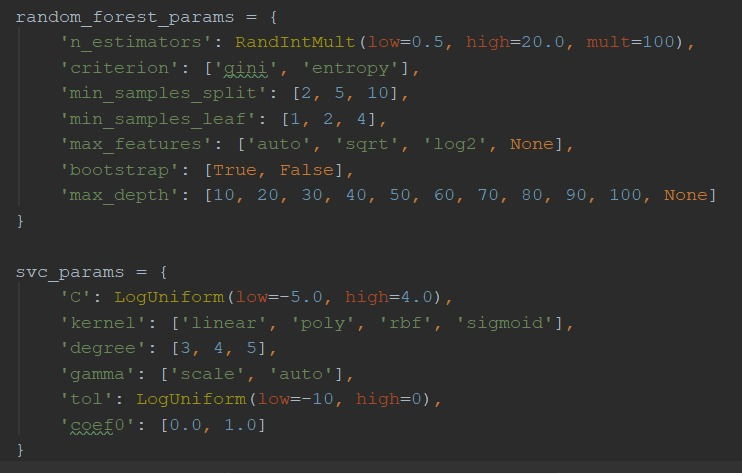 random_forest_params = {
    'n_estimators': RandIntMult(low=0.5, high=20.0, mult=100),
    'criterion': ['gini', 'entropy'],
    'min_samples_split': [2, 5, 10],
    'min_samples_leaf': [1, 2, 4],
    'max_features': ['auto', 'sqrt', 'log2', None],
    'bootstrap': [True, False],
    'max_depth': [10, 20, 30, 40, 50, 60, 70, 80, 90, 100, None]
}
svc_params = {
    'C': LogUniform(low=-5.0, high=4.0),
    'kernel': ['linear', 'poly', 'rbf', 'sigmoid'],
    'degree': [3, 4, 5],
    'gamma': ['scale', 'auto'],
    'tol': LogUniform(low=-10, high=0),
    'coef0': [0.0, 1.0]
}